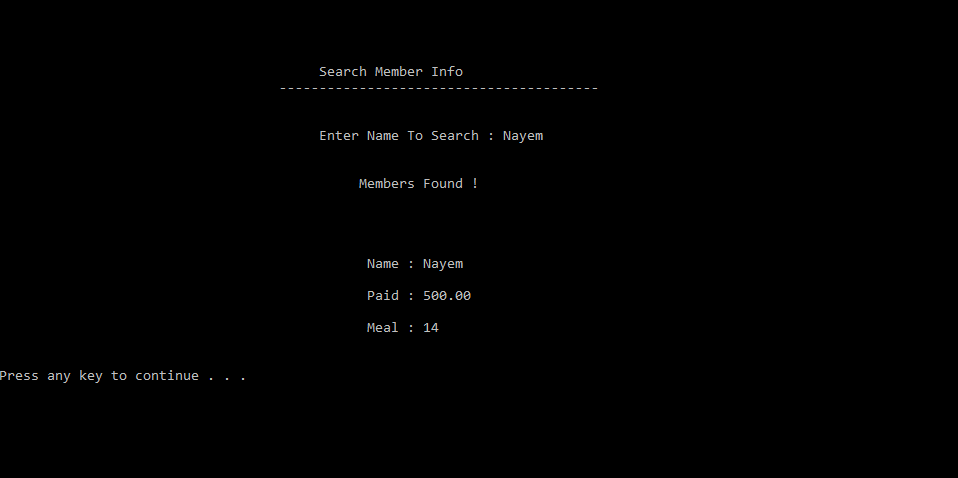 Search Member Info
----------------------------------------
Enter Name To Search : Nayem
Members Found !
Name : Nayem
Paid : 500.00
Meal : 14
Press any key to continue . . .